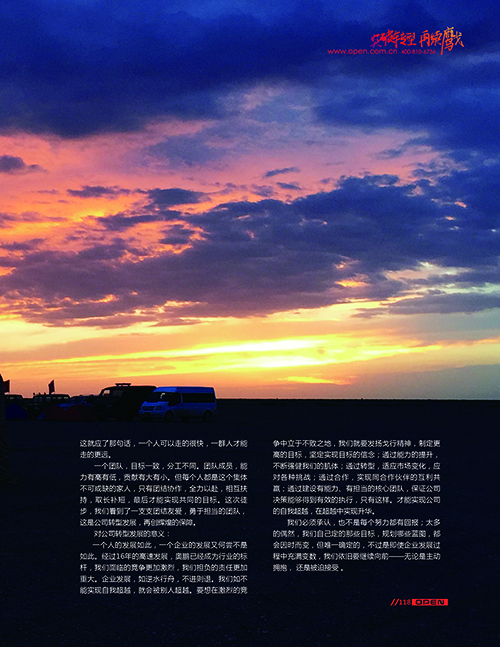 突破转型 再续鹰
www.open.com.cn 400-810-6736
这就应了那句话，一个人可以走的很快，一群人才能
走的更远。
一个团队，目标一致，分工不同。团队成员，能
力有高有低，贡献有大有小。但每个人都是这个集体
不可或缺的家人，只有团结协作，全力以赴，相互扶
持，取长补短，最后才能实现共同的目标。这次徒
步，我们看到了一支支团结友爱，勇于担当的团队，
这是公司转型发展，再创辉煌的保障。
对公司转型发展的意义：
一个人的发展如此，一个企业的发展又何尝不是
如此。经过16年的高速发展，奥鹏已经成为行业的标
杆，我们面临的竞争更加激烈，我们担负的责任更加
重大。企业发展，如逆水行舟，不进则退。我们如不
能实现自我超越，就会被别人超越。要想在激烈的竞
争中立于不败之地，我们就要发扬戈行精神，制定更
高的目标，坚定实现目标的信念；通过能力的提升，
不断强健我们的肌体；通过转型，适应市场变化，应
对各种挑战；通过合作，实现同合作伙伴的互利共
赢；通过建设有能力、有担当的核心团队，保证公司
决策能够得到有效的执行，只有这样，才能实现公司
的自我超越，在超越中实现升华。
我们必须承认，也不是每个努力都有回报；太多
的偶然，我们自己定的那些目标，规划哪些蓝图，都
会因时而变，但唯一确定的，不过是即使企业发展过
程中充满变数，我们依旧要继续向前——无论是主动
拥抱，还是被迫接受。
//118 OPEN